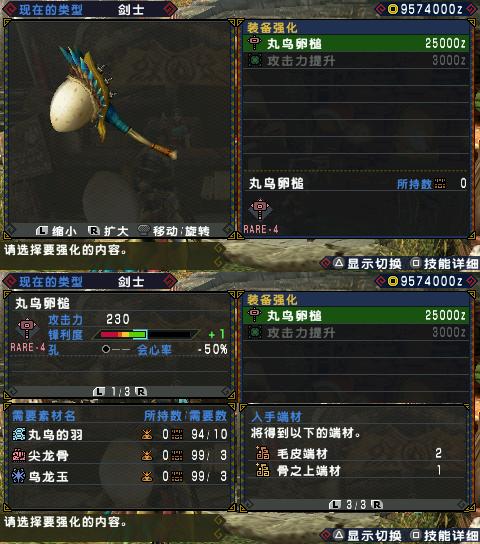 现在的类型 剑士
9574000z
装备强化
丸鸟卵槌 25000z
攻击力提升 3000z
丸鸟卵槌 所持数 0
RARE-4
L 缩小 R 扩大 移动/旋转
请选择要强化的内容。
△显示切换 □技能详细
现在的类型 剑士
9574000z
丸鸟卵槌
攻击力 230
锋利度 +1
RARE-4 孔 ●—— 会心率 -50%
L 1/3 R
装备强化
丸鸟卵槌 25000z
攻击力提升 3000z
需要素材名 所持数/需要数
丸鸟的羽 0 94/10
尖龙骨 0 99/ 3
鸟龙玉 0 99/ 3
入手端材
将得到以下的端材。
毛皮端材 2
骨之上端材 1
L 3/3 R
请选择要强化的内容。
△显示切换 □技能详细